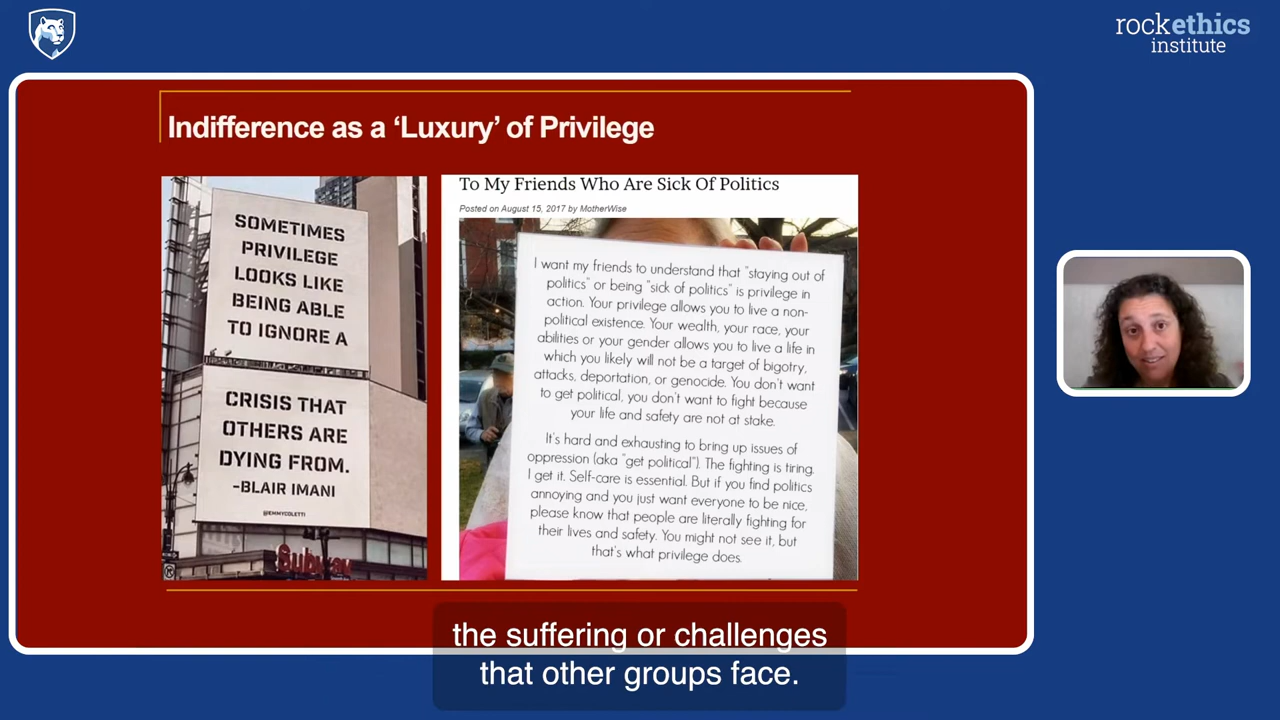 rockethics
institute
Indifference as a ‘Luxury’ of Privilege
SOMETIMES
PRIVILEGE
LOOKS LIKE
BEING ABLE
TO IGNORE A
CRISIS THAT
OTHERS ARE
DYING FROM.
-BLAIR IMANI
@EMMYCOLETTI
Subway
To My Friends Who Are Sick Of Politics
Posted on August 15, 2017 by MotherWise
I want my friends to understand that "staying out of
politics" or being "sick of politics" is privilege in
action. Your privilege allows you to live a non-
political existence. Your wealth, your race, your
abilities or your gender allows you to live a life in
which you likely will not be a target of bigotry,
attacks, deportation, or genocide. You don't want
to get political, you don't want to fight because
your life and safety are not at stake.
It's hard and exhausting to bring up issues of
oppression (aka "get political"). The fighting is tiring.
I get it. Self-care is essential. But if you find politics
annoying and you just want everyone to be nice,
please know that people are literally fighting for
their lives and safety. You might not see it, but
that's what privilege does.
the suffering or challenges
that other groups face.